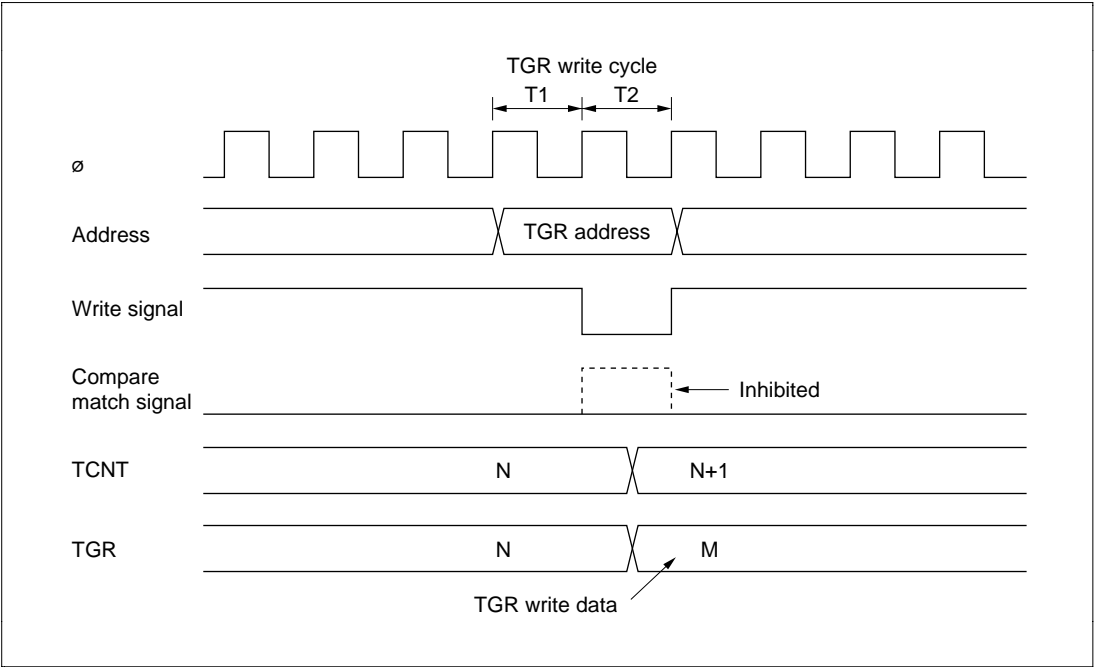 TGR write cycle
T1 T2
ø
Address TGR address
Write signal
Compare
match signal Inhibited
TCNT N N+1
TGR N M
TGR write data